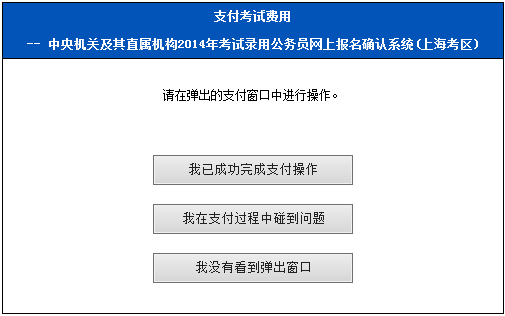 支付考试费用
-- 中央机关及其直属机构2014年考试录用公务员网上报名确认系统(上海考区)
请在弹出的支付窗口中进行操作。
我已成功完成支付操作
我在支付过程中碰到问题
我没有看到弹出窗口